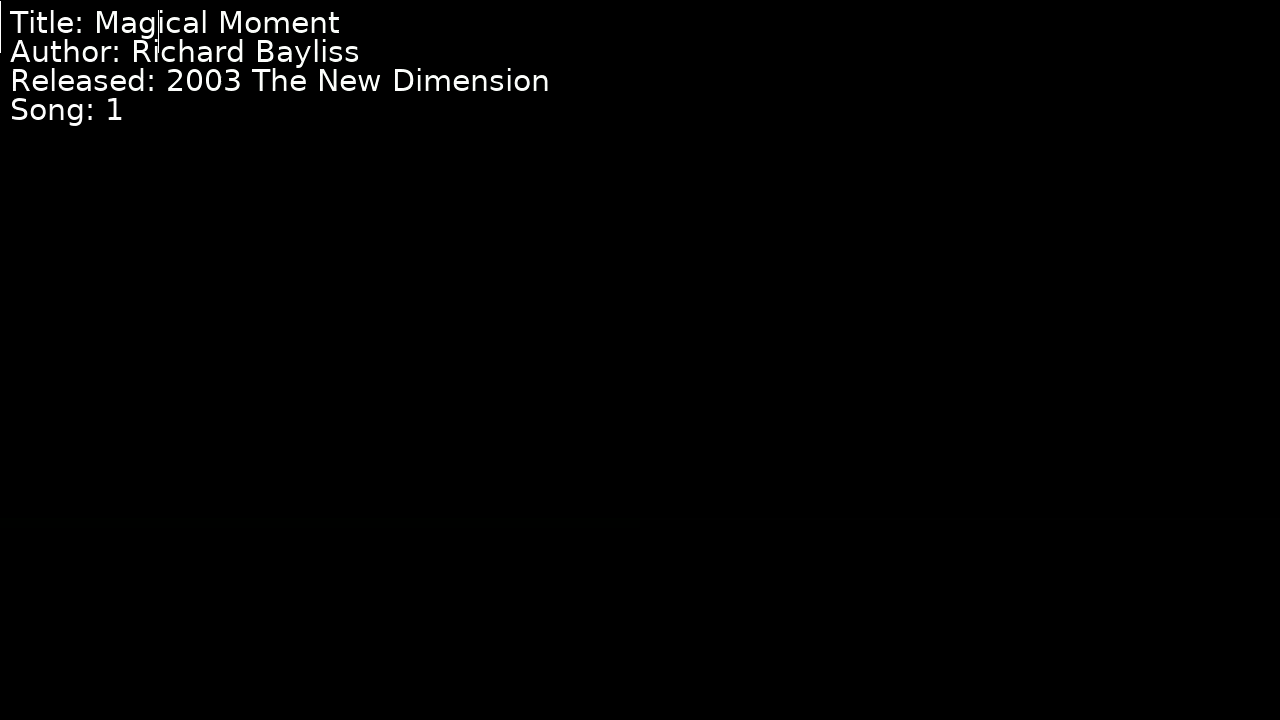 Title: Magical Moment
Author: Richard Bayliss
Released: 2003 The New Dimension
Song: 1